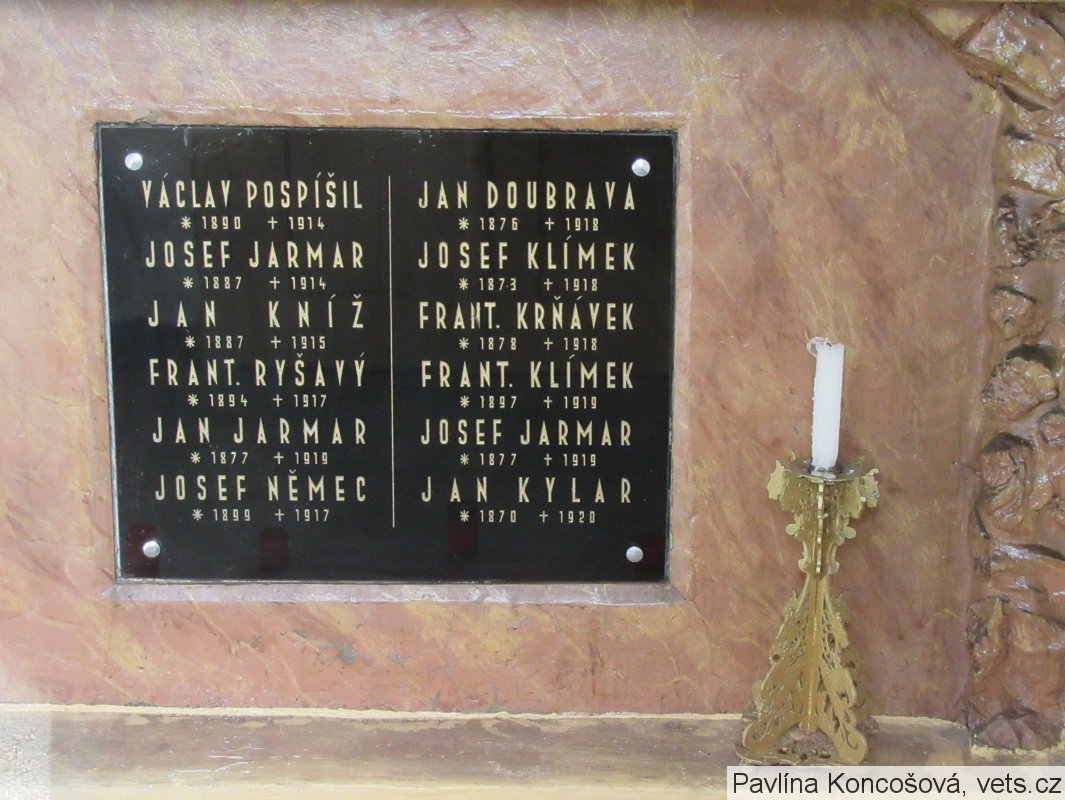 VÁCLAV POSPÍŠIL
* 1890 † 1914
JOSEF JARMAR
* 1887 † 1914
JAN KNÍŽ
* 1887 † 1915
FRANT. RYŠAVÝ
* 1894 † 1917
JAN JARMAR
* 1877 † 1919
JOSEF NĚMEC
* 1899 † 1917
JAN DOUBRAVA
* 1876 † 1918
JOSEF KLÍMEK
* 1873 † 1918
FRANT. KRŇÁVEK
* 1878 † 1918
FRANT. KLÍMEK
* 1897 † 1919
JOSEF JARMAR
* 1877 † 1919
JAN KYLAR
* 1870 † 1920
Pavlína Koncošová, vets.cz